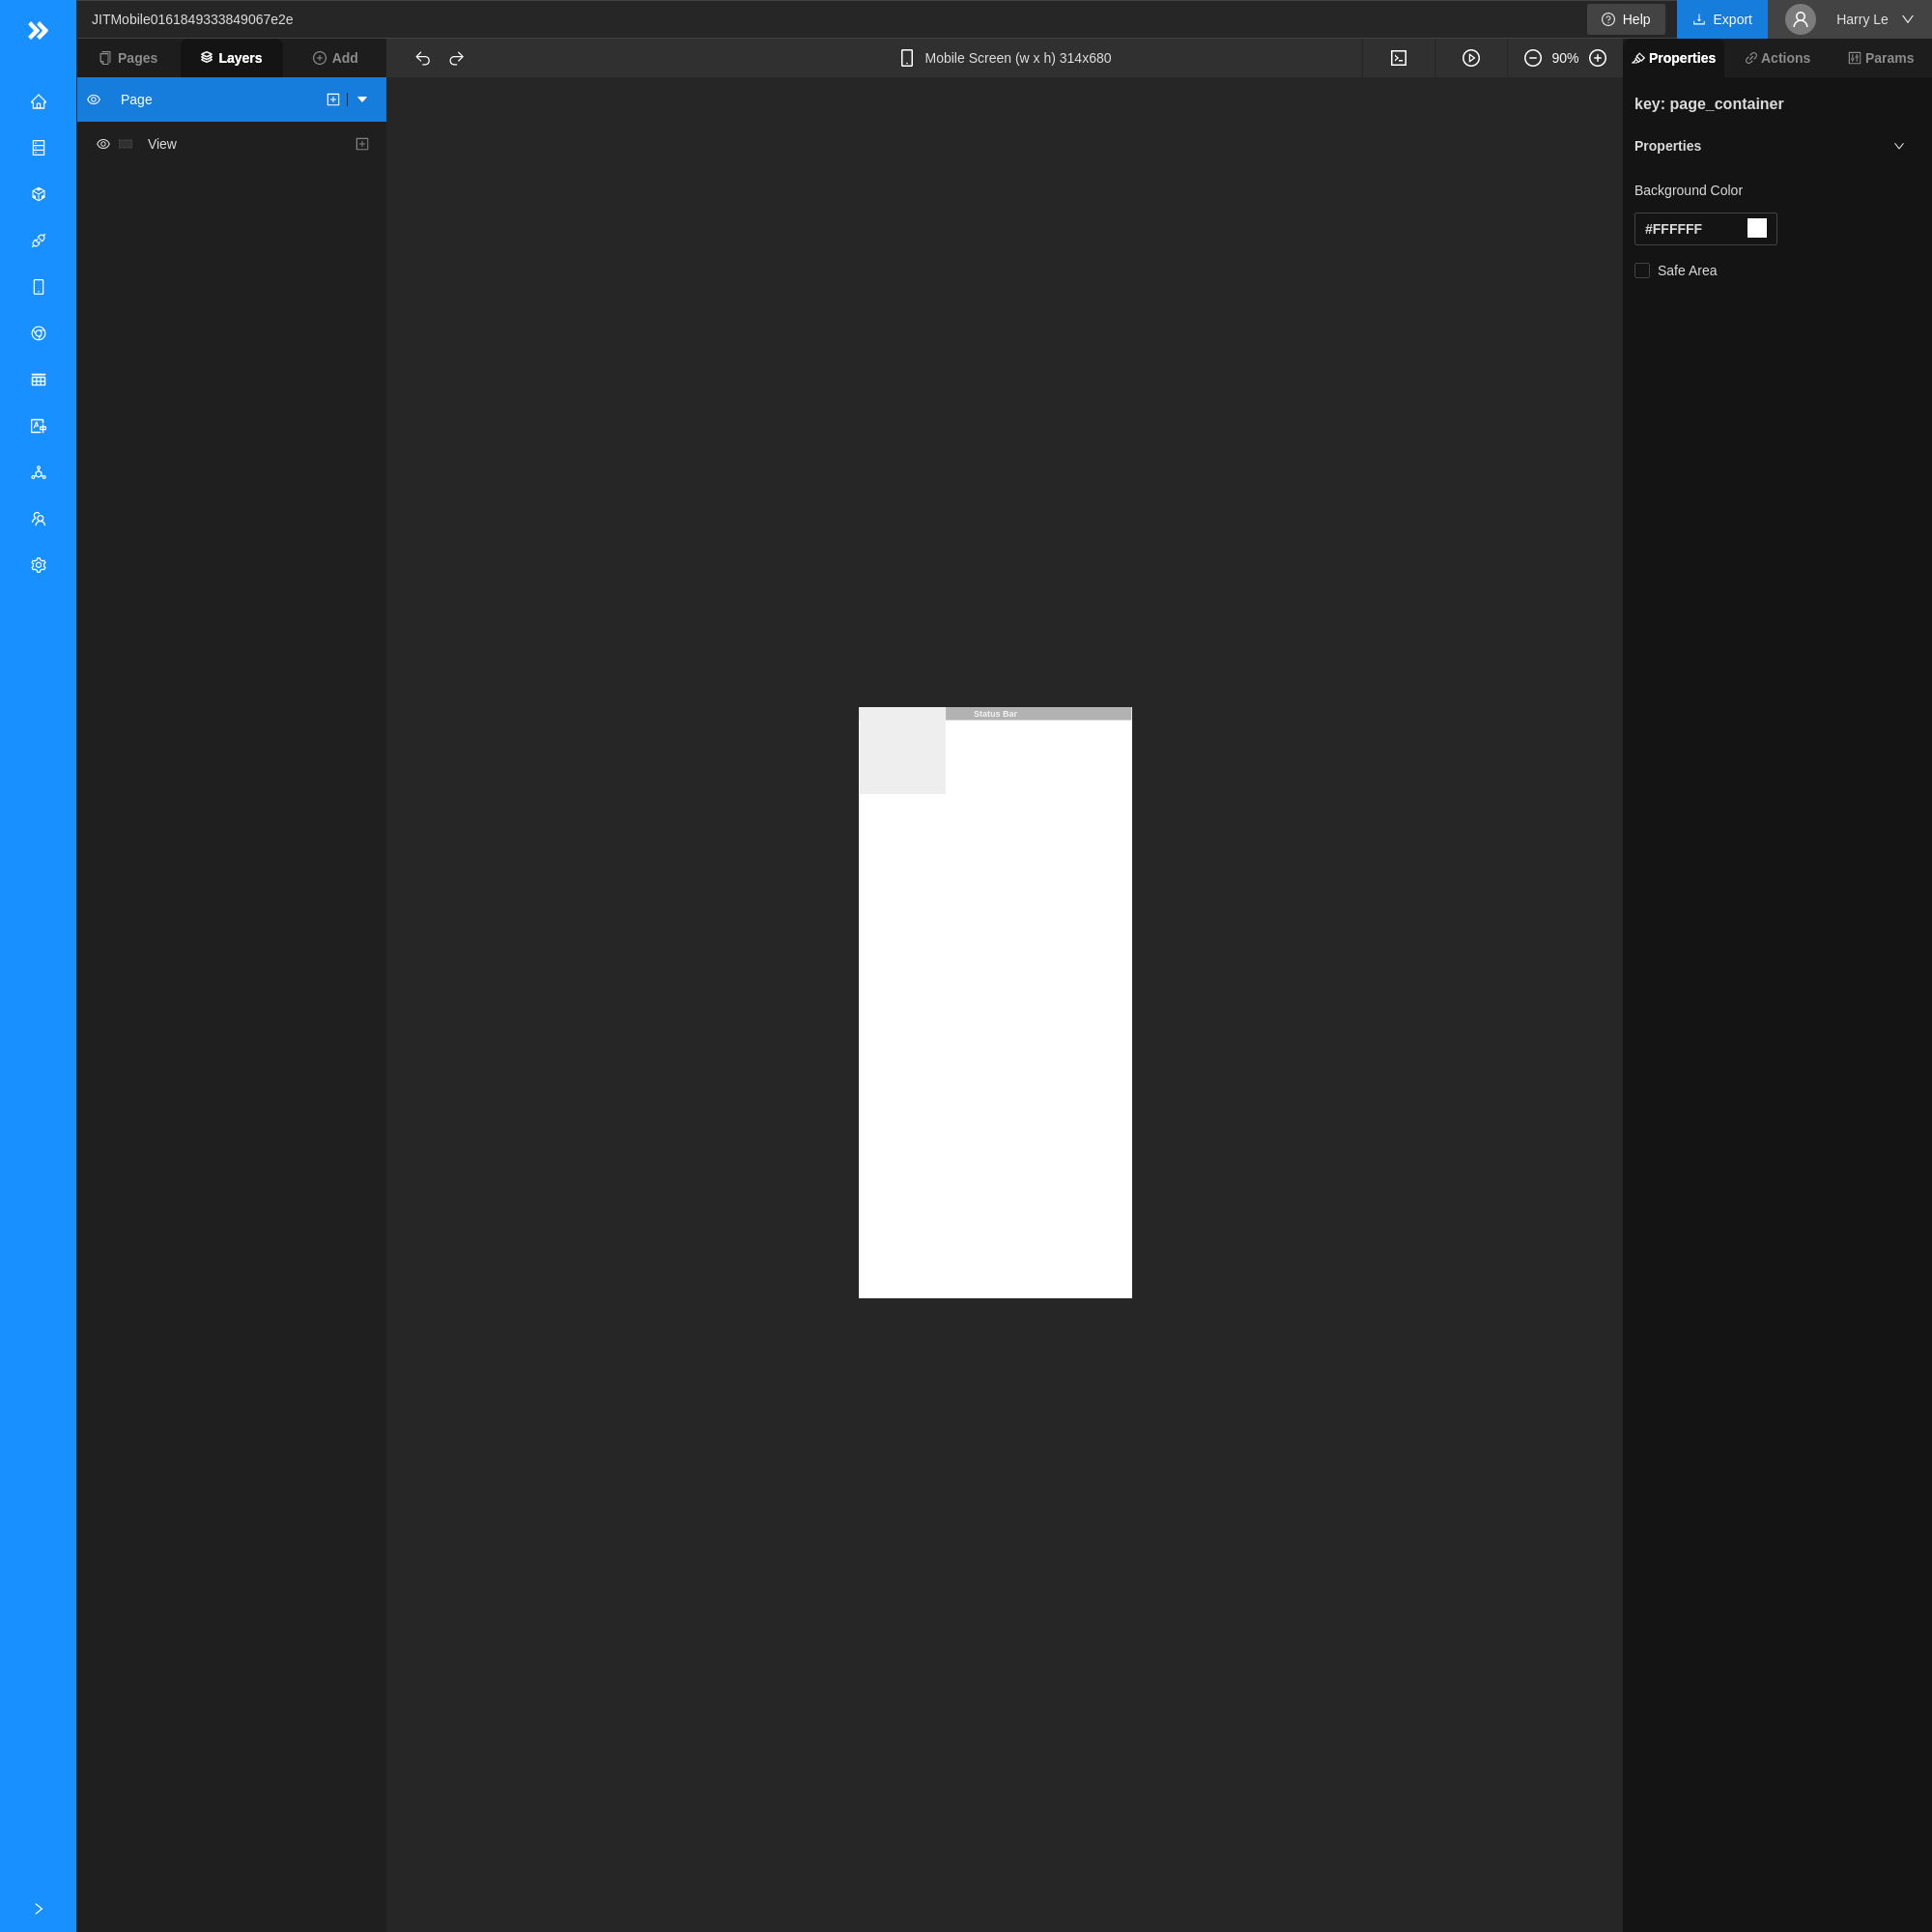 JITMobile0161849333849067e2e
Help
Export
Harry Le
Pages
Layers
Add
Mobile Screen (w x h) 314x680
90%
Properties
Actions
Params
Page
View
key: page_container
Properties
Background Color
#FFFFFF
Safe Area
Status Bar